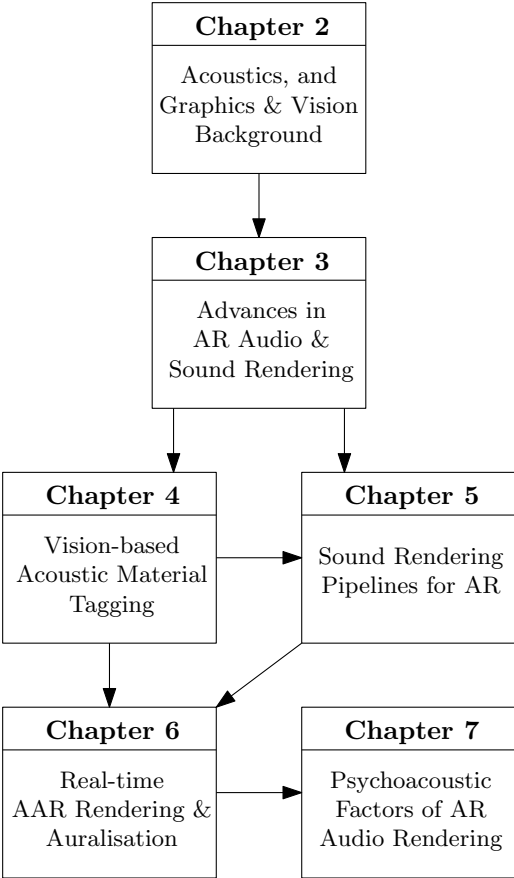 Chapter 2
Acoustics, and
Graphics & Vision
Background
Chapter 3
Advances in
AR Audio &
Sound Rendering
Chapter 4
Vision-based
Acoustic Material
Tagging
Chapter 5
Sound Rendering
Pipelines for AR
Chapter 6
Real-time
AAR Rendering &
Auralisation
Chapter 7
Psychoacoustic
Factors of AR
Audio Rendering